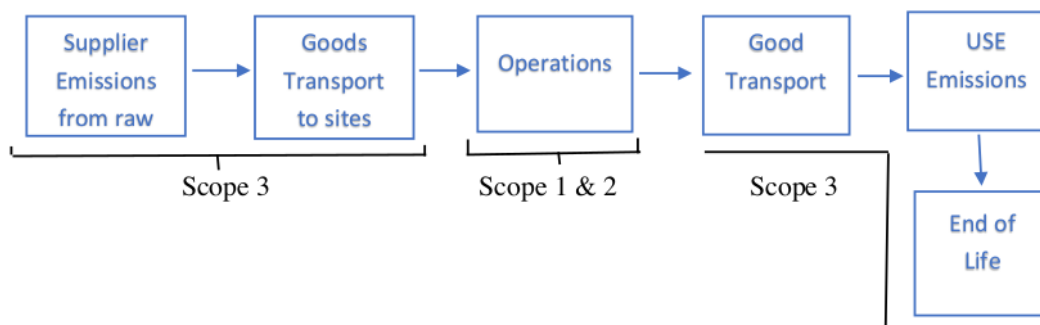 Supplier
Emissions
from raw
Goods
Transport
to sites
Operations
Good
Transport
USE
Emissions
Scope 3
Scope 1 & 2
Scope 3
End of
Life